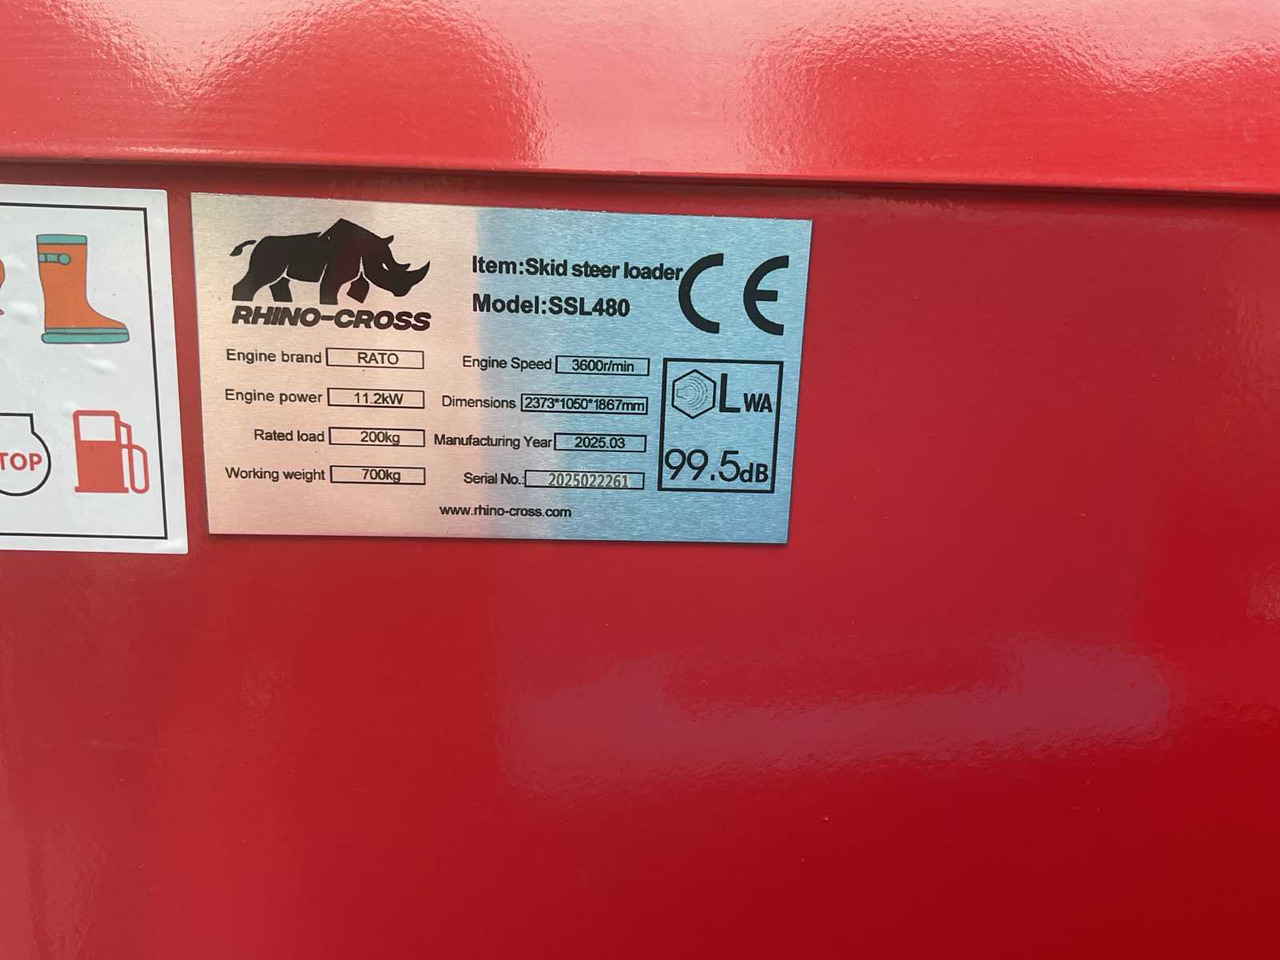 RHINO-CROSS
Item:Skid steer loader
Model:SSL480
CE
Engine brand RATO
Engine Speed 3600r/min
Engine power 11.2kW
Dimensions 2373*1050*1867mm
Rated load 200kg
Manufacturing Year 2025.03
Working weight 700kg
Serial No.: 2025022261
LWA
99.5dB
www.rhino-cross.com
TOP